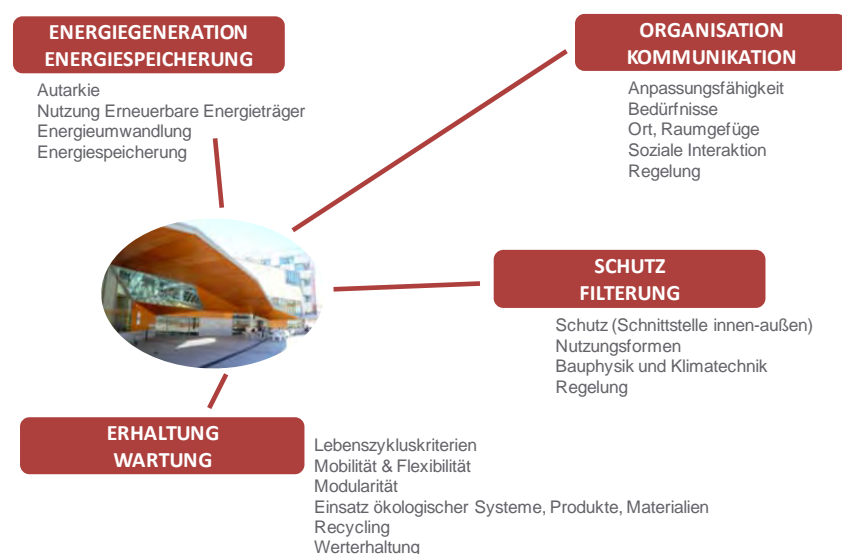 ENERGIEGENERATION
ENERGIESPEICHERUNG
Autarkie
Nutzung Erneuerbare Energieträger
Energieumwandlung
Energiespeicherung
ORGANISATION
KOMMUNIKATION
Anpassungsfähigkeit
Bedürfnisse
Ort, Raumgefüge
Soziale Interaktion
Regelung
SCHUTZ
FILTERUNG
Schutz (Schnittstelle innen-außen)
Nutzungsformen
Bauphysik und Klimatechnik
Regelung
ERHALTUNG
WARTUNG
Lebenszykluskriterien
Mobilität & Flexibilität
Modularität
Einsatz ökologischer Systeme, Produkte, Materialien
Recycling
Werterhaltung